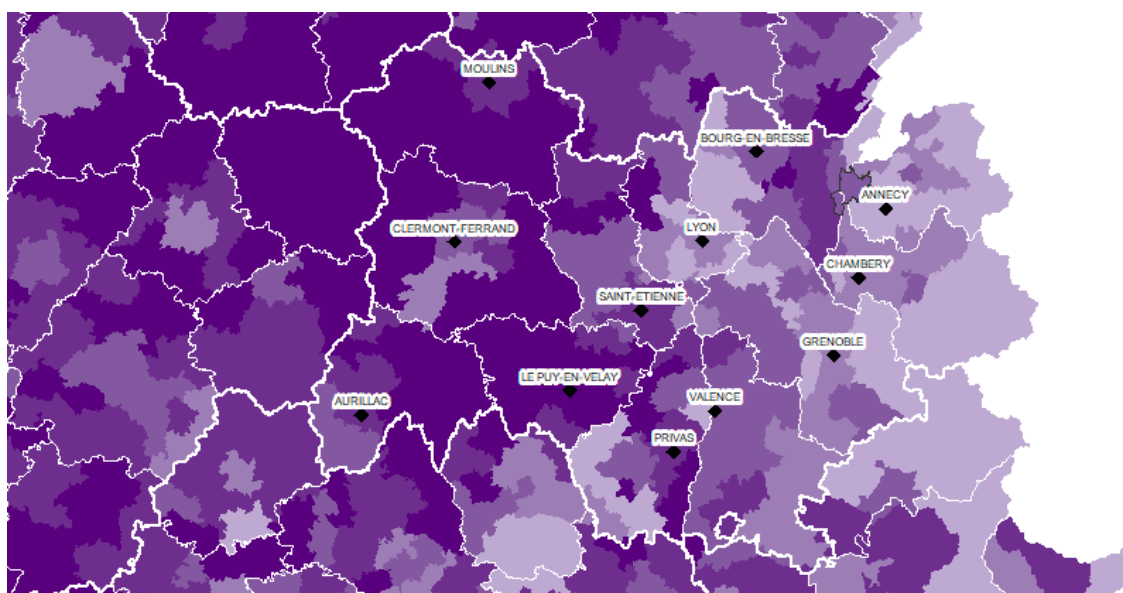 MOULINS
BOURG-EN-BRESSE
ANNECY
CLERMONT-FERRAND
LYON
CHAMBERY
SAINT-ETIENNE
GRENOBLE
LE PUY-EN-VELAY
AURILLAC
VALENCE
PRIVAS